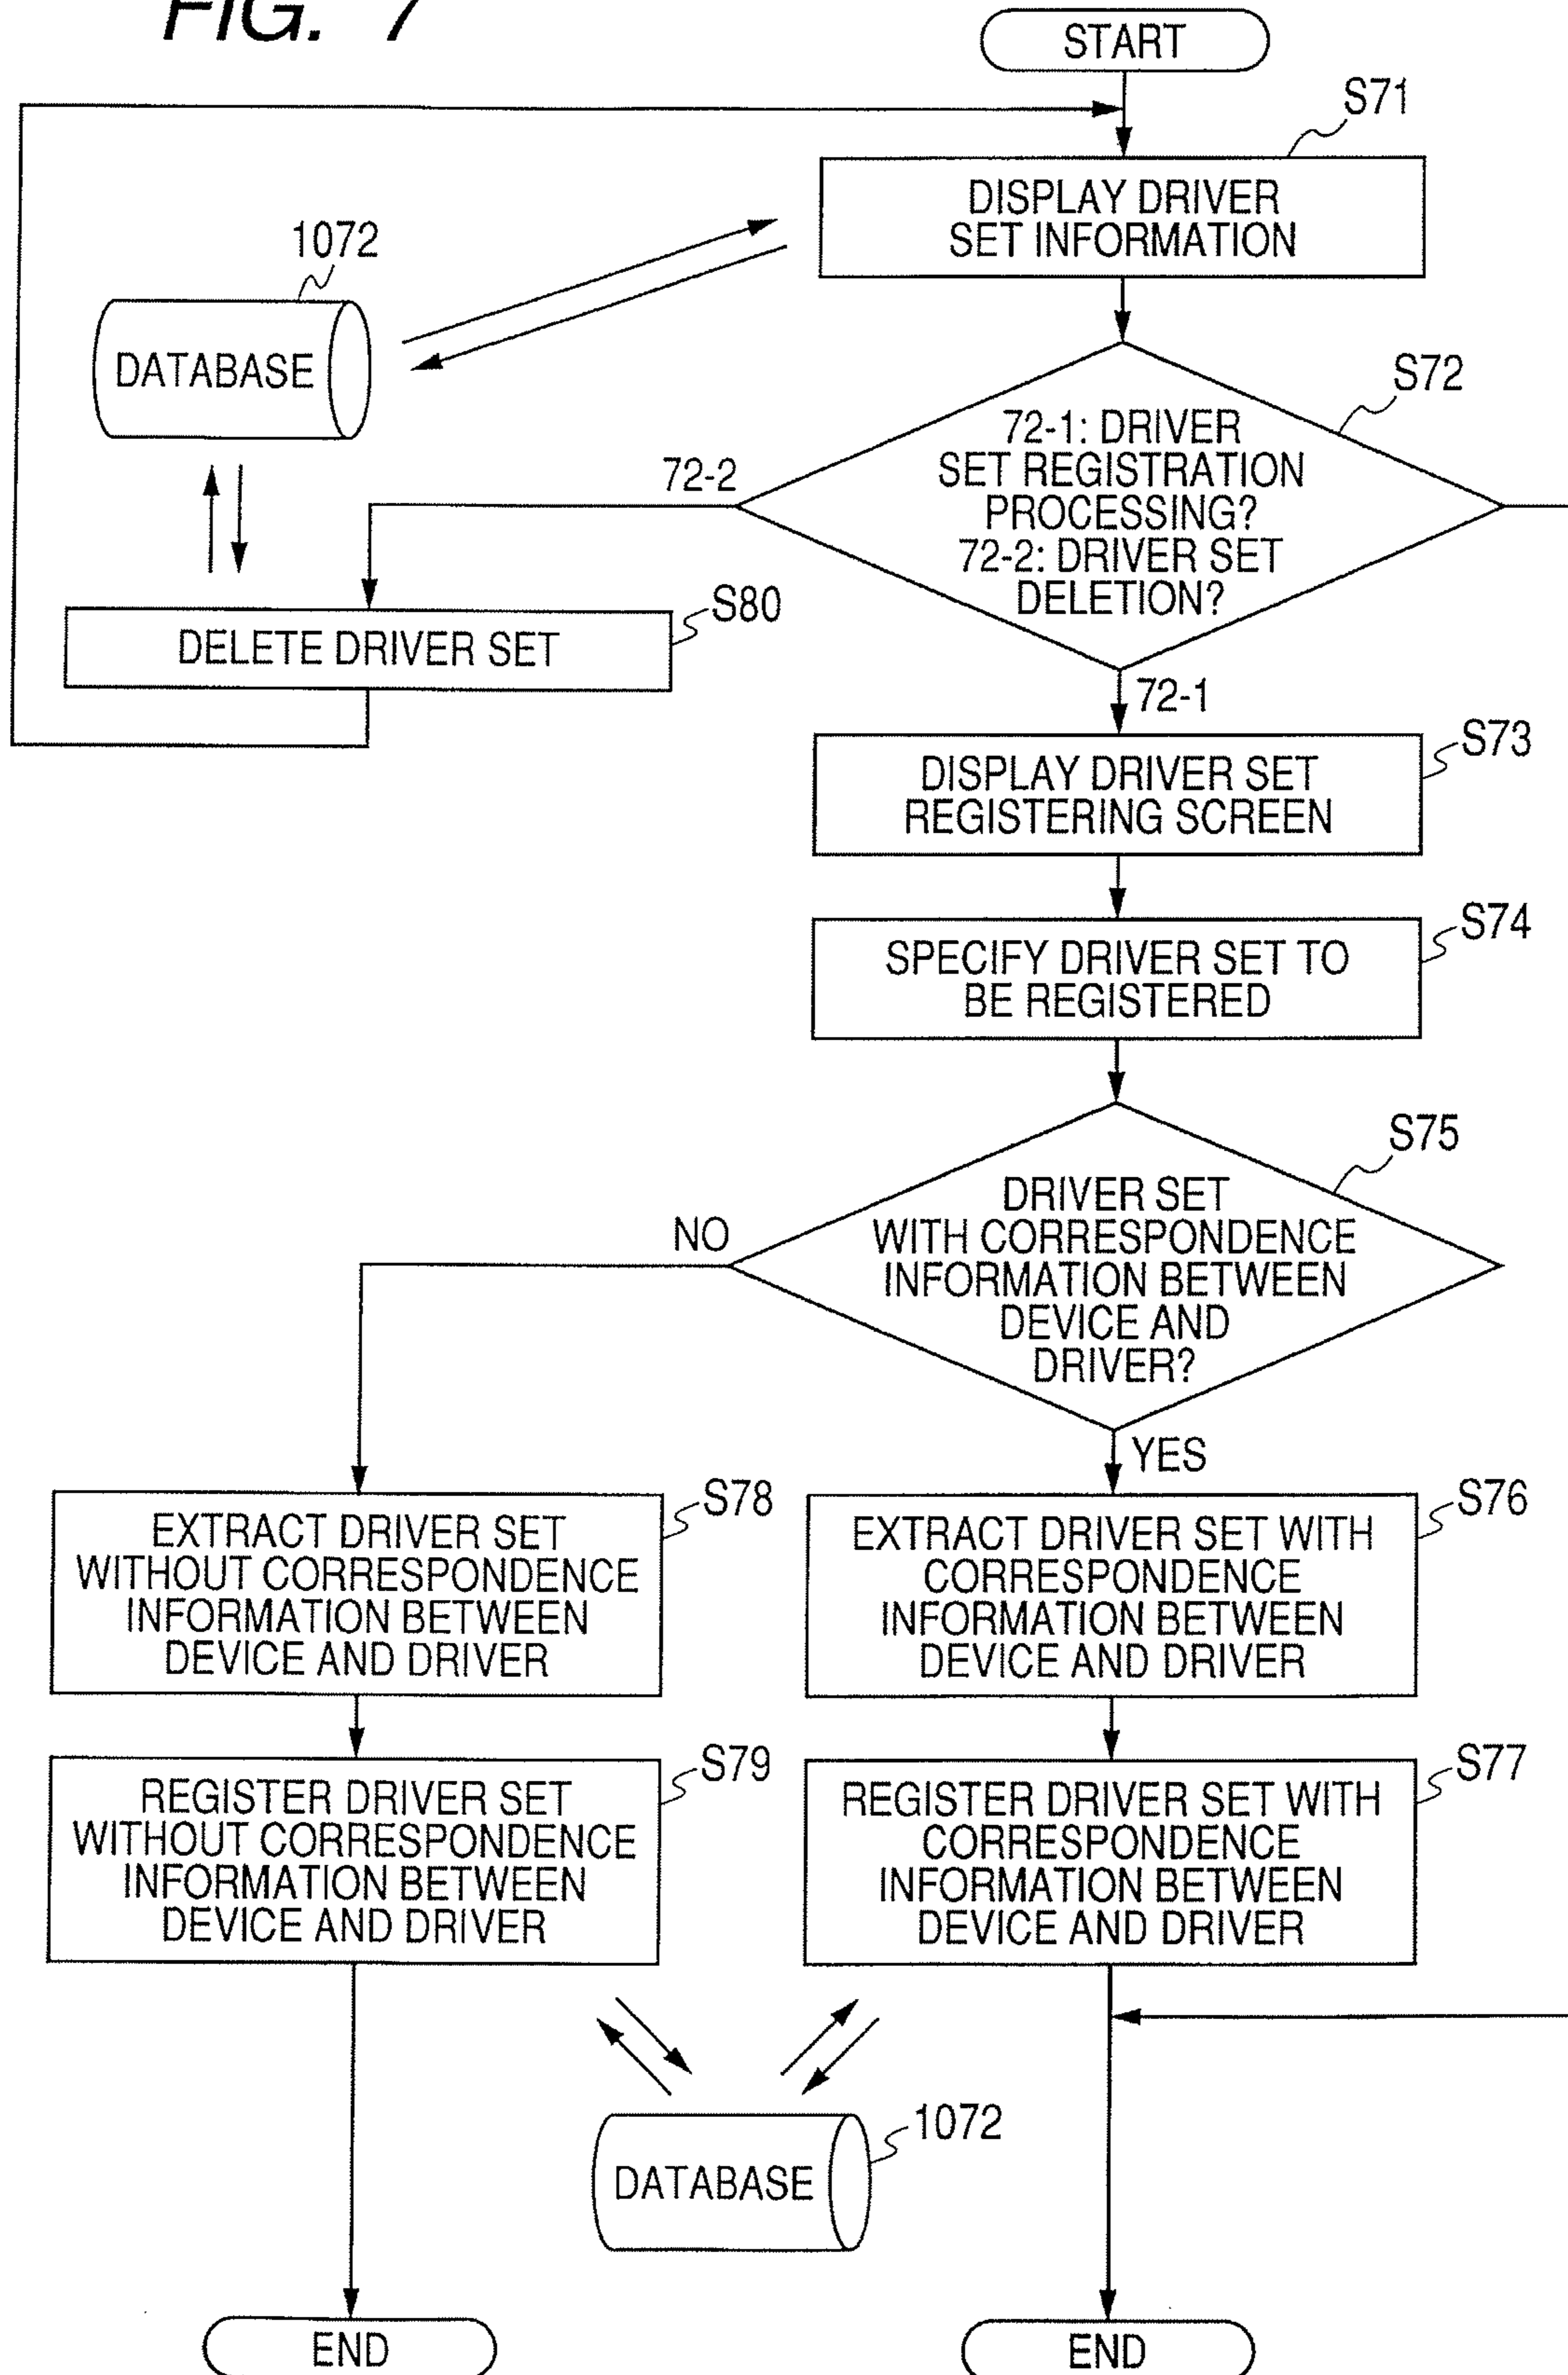 FIG. 7
START
S71
DISPLAY DRIVER
SET INFORMATION
1072
DATABASE
S72
72-1: DRIVER
SET REGISTRATION
PROCESSING?
72-2: DRIVER SET
DELETION?
72-2
S80
DELETE DRIVER SET
72-1
S73
DISPLAY DRIVER SET
REGISTERING SCREEN
S74
SPECIFY DRIVER SET TO
BE REGISTERED
S75
DRIVER SET
WITH CORRESPONDENCE
INFORMATION BETWEEN
DEVICE AND
DRIVER?
NO
YES
S78
EXTRACT DRIVER SET
WITHOUT CORRESPONDENCE
INFORMATION BETWEEN
DEVICE AND DRIVER
S76
EXTRACT DRIVER SET WITH
CORRESPONDENCE
INFORMATION BETWEEN
DEVICE AND DRIVER
S79
REGISTER DRIVER SET
WITHOUT CORRESPONDENCE
INFORMATION BETWEEN
DEVICE AND DRIVER
S77
REGISTER DRIVER SET WITH
CORRESPONDENCE
INFORMATION BETWEEN
DEVICE AND DRIVER
1072
DATABASE
END
END